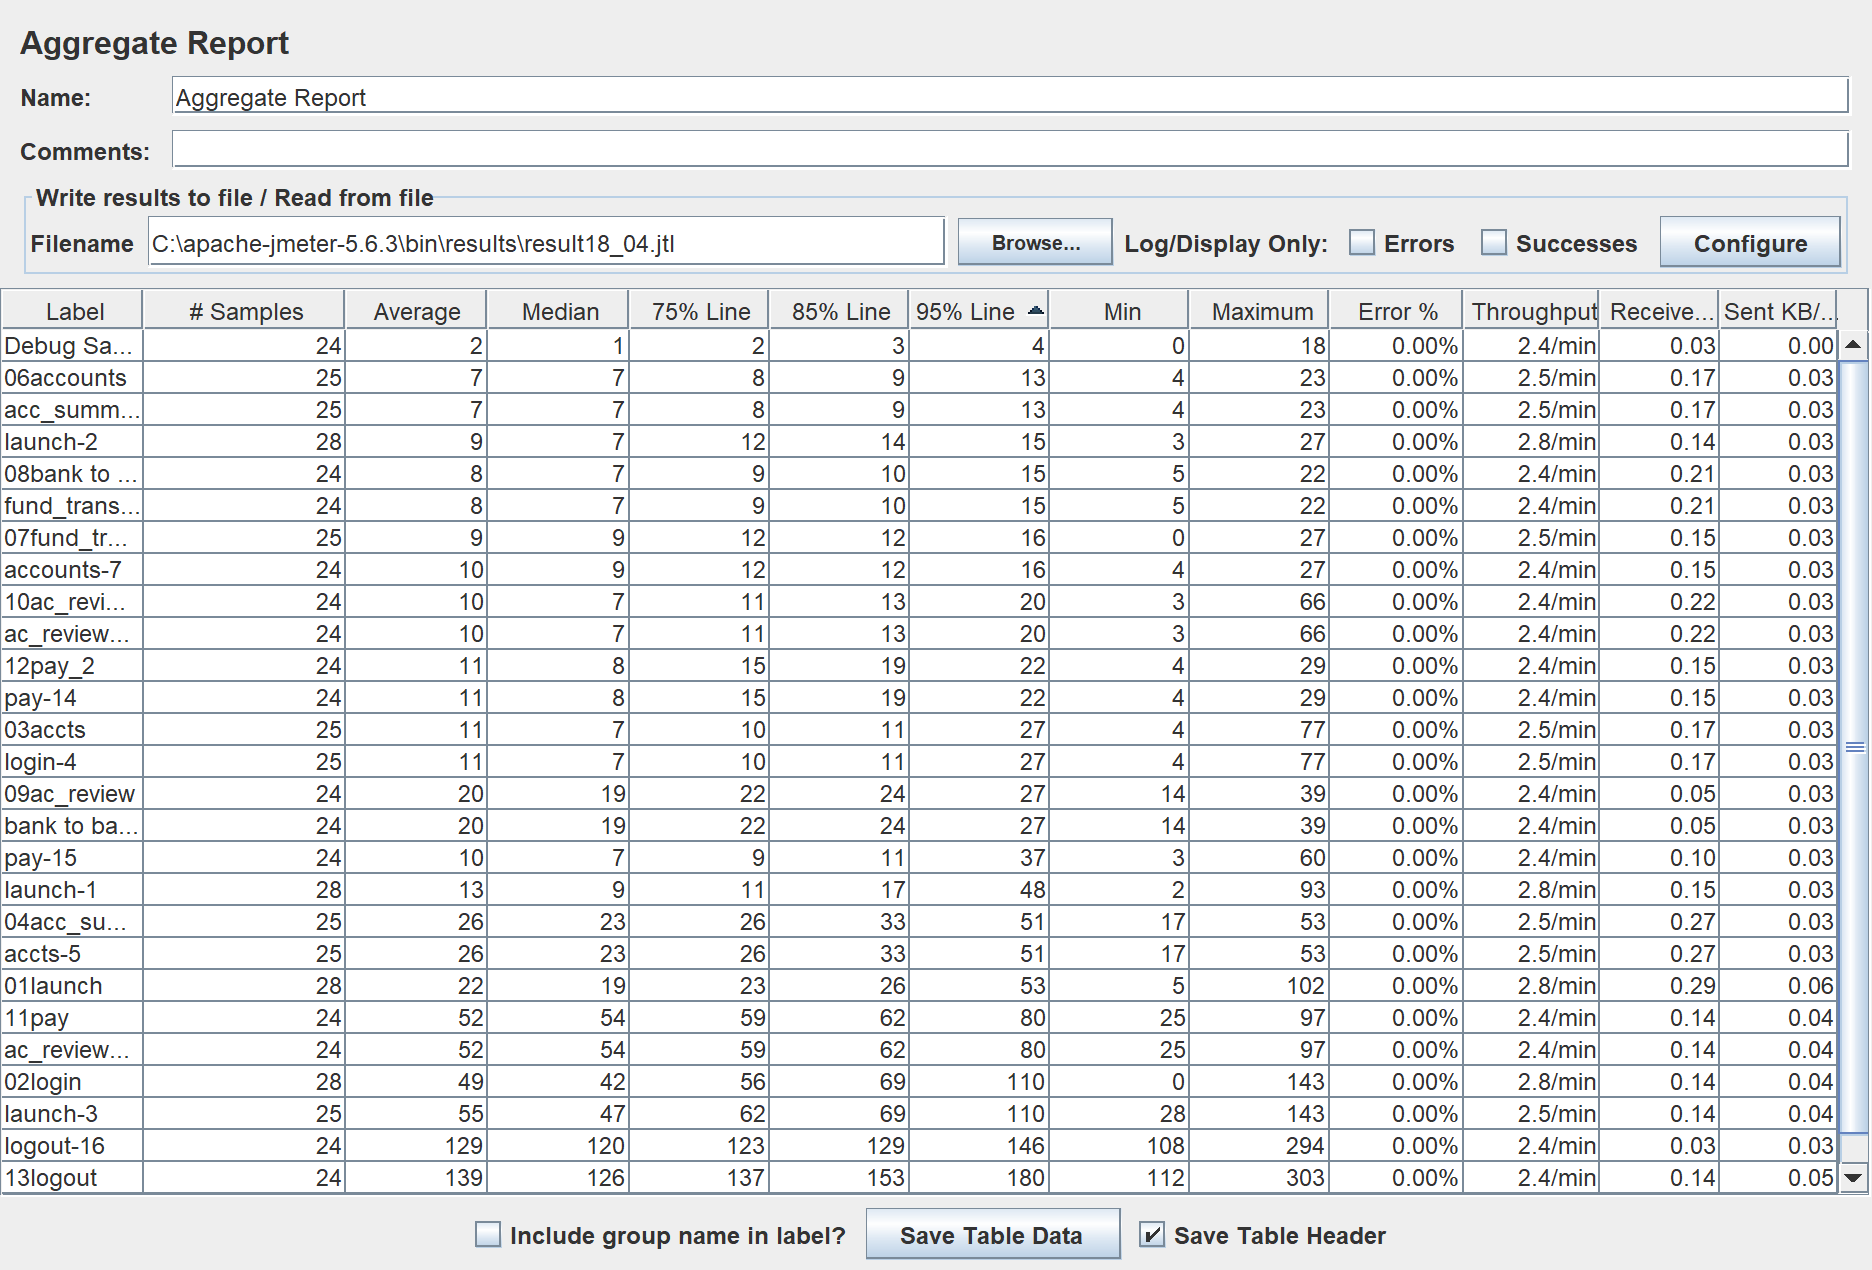 Aggregate Report
Name: Aggregate Report
Comments:
Write results to file / Read from file
Filename C:\apache-jmeter-5.6.3\bin\results\result18_04.jtl Browse... Log/Display Only: Errors Successes Configure
Label # Samples Average Median 75% Line 85% Line 95% Line Min Maximum Error % Throughput Receive... Sent KB/...
Debug Sa... 24 2 1 2 3 4 0 18 0.00% 2.4/min 0.03 0.00
06accounts 25 7 7 8 9 13 4 23 0.00% 2.5/min 0.17 0.03
acc_summ... 25 7 7 8 9 13 4 23 0.00% 2.5/min 0.17 0.03
launch-2 28 9 7 12 14 15 3 27 0.00% 2.8/min 0.14 0.03
08bank to ... 24 8 7 9 10 15 5 22 0.00% 2.4/min 0.21 0.03
fund_trans... 24 8 7 9 10 15 5 22 0.00% 2.4/min 0.21 0.03
07fund_tr... 25 9 9 12 12 16 0 27 0.00% 2.5/min 0.15 0.03
accounts-7 24 10 9 12 12 16 4 27 0.00% 2.4/min 0.15 0.03
10ac_revi... 24 10 7 11 13 20 3 66 0.00% 2.4/min 0.22 0.03
ac_review... 24 10 7 11 13 20 3 66 0.00% 2.4/min 0.22 0.03
12pay_2 24 11 8 15 19 22 4 29 0.00% 2.4/min 0.15 0.03
pay-14 24 11 8 15 19 22 4 29 0.00% 2.4/min 0.15 0.03
03accts 25 11 7 10 11 27 4 77 0.00% 2.5/min 0.17 0.03
login-4 25 11 7 10 11 27 4 77 0.00% 2.5/min 0.17 0.03
09ac_review 24 20 19 22 24 27 14 39 0.00% 2.4/min 0.05 0.03
bank to ba... 24 20 19 22 24 27 14 39 0.00% 2.4/min 0.05 0.03
pay-15 24 10 7 9 11 37 3 60 0.00% 2.4/min 0.10 0.03
launch-1 28 13 9 11 17 48 2 93 0.00% 2.8/min 0.15 0.03
04acc_su... 25 26 23 26 33 51 17 53 0.00% 2.5/min 0.27 0.03
accts-5 25 26 23 26 33 51 17 53 0.00% 2.5/min 0.27 0.03
01launch 28 22 19 23 26 53 5 102 0.00% 2.8/min 0.29 0.06
11pay 24 52 54 59 62 80 25 97 0.00% 2.4/min 0.14 0.04
ac_review... 24 52 54 59 62 80 25 97 0.00% 2.4/min 0.14 0.04
02login 28 49 42 56 69 110 0 143 0.00% 2.8/min 0.14 0.04
launch-3 25 55 47 62 69 110 28 143 0.00% 2.5/min 0.14 0.04
logout-16 24 129 120 123 129 146 108 294 0.00% 2.4/min 0.03 0.03
13logout 24 139 126 137 153 180 112 303 0.00% 2.4/min 0.14 0.05
Include group name in label? Save Table Data Save Table Header